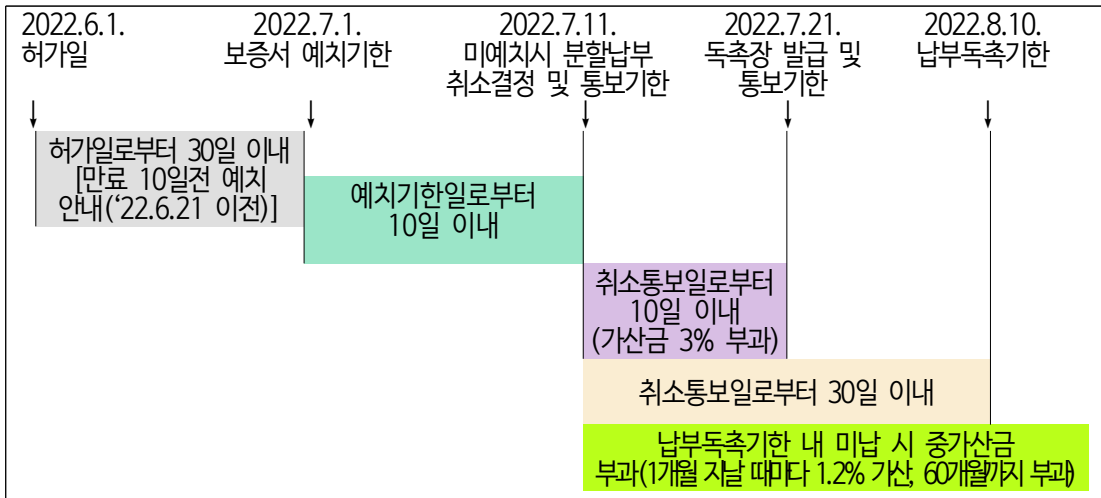 2022.6.1.
허가일
2022.7.1.
보증서 예치기한
2022.7.11.
미예치시 분할납부
취소결정 및 통보기한
2022.7.21.
독촉장 발급 및
통보기한
2022.8.10.
납부독촉기한
허가일로부터 30일 이내
[만료 10일전 예치
안내(‘22.6.21 이전)]
예치기한일로부터
10일 이내
취소통보일로부터
10일 이내
(가산금 3% 부과)
취소통보일로부터 30일 이내
납부독촉기한 내 미납 시 중가산금
부과(1개월 지날 때마다 1.2% 가산, 60개월까지 부과)